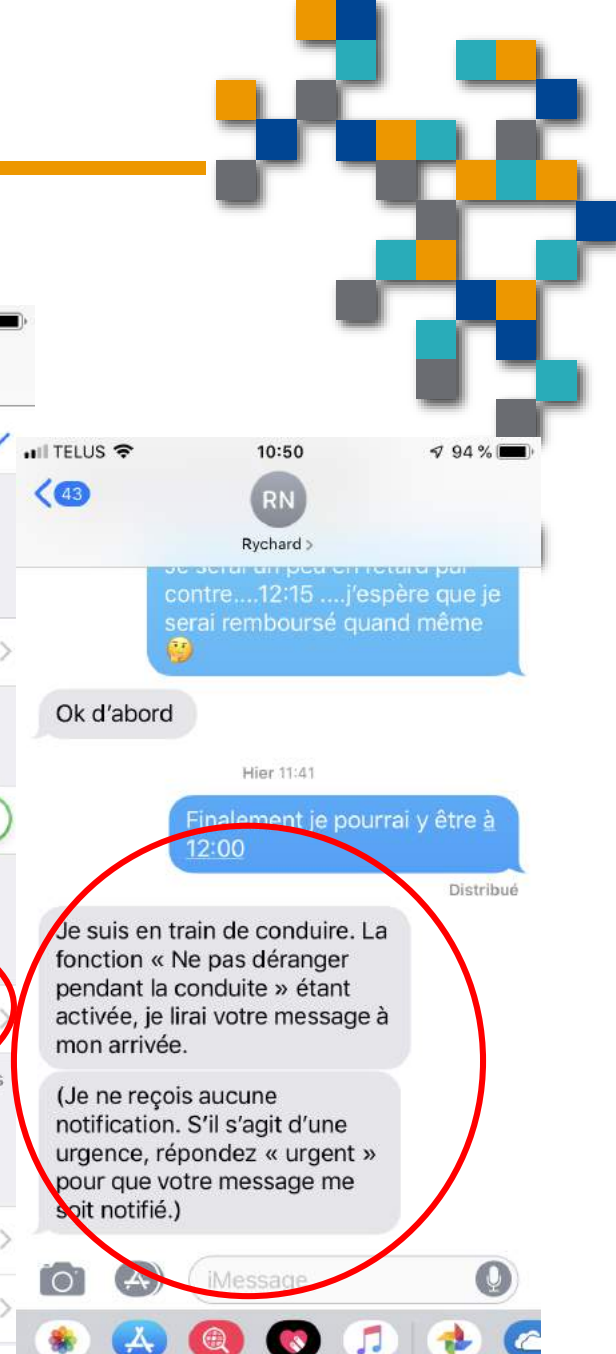 TELUS 10:50 94 %
43
RN
Rychard >
contre....12:15 ....j'espère que je
serai remboursé quand même
Ok d'abord
Hier 11:41
Finalement je pourrai y être à
12:00
Distribué
Je suis en train de conduire. La
fonction « Ne pas déranger
pendant la conduite » étant
activée, je lirai votre message à
mon arrivée.
(Je ne reçois aucune
notification. S'il s'agit d'une
urgence, répondez « urgent »
pour que votre message me
soit notifié.)
iMessage